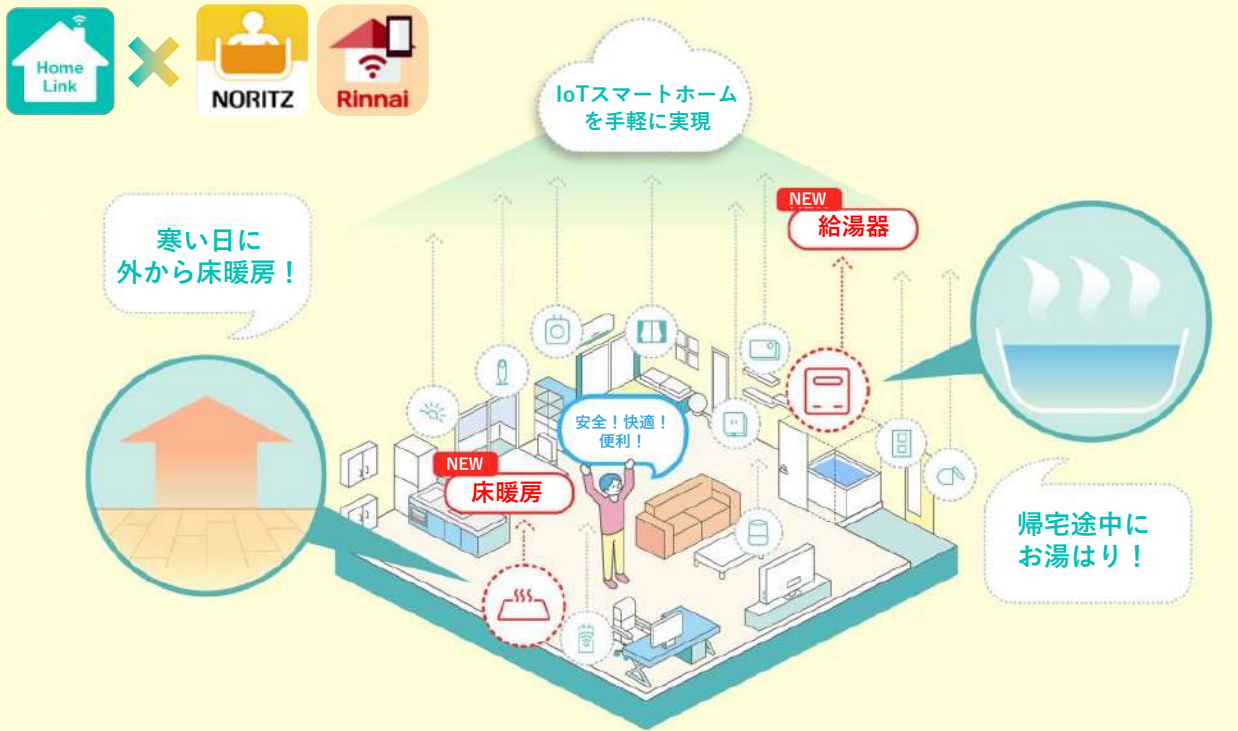 Home
Link
NORITZ
Rinnai
IoTスマートホーム
を手軽に実現
NEW
給湯器
寒い日に
外から床暖房！
安全！快適！
便利！
NEW
床暖房
帰宅途中に
お湯はり！